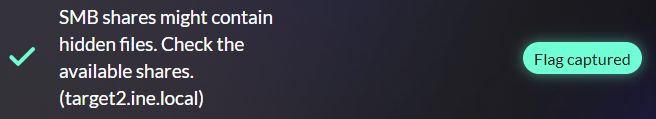 SMB shares might contain
hidden files. Check the
available shares.
(target2.ine.local)
Flag captured